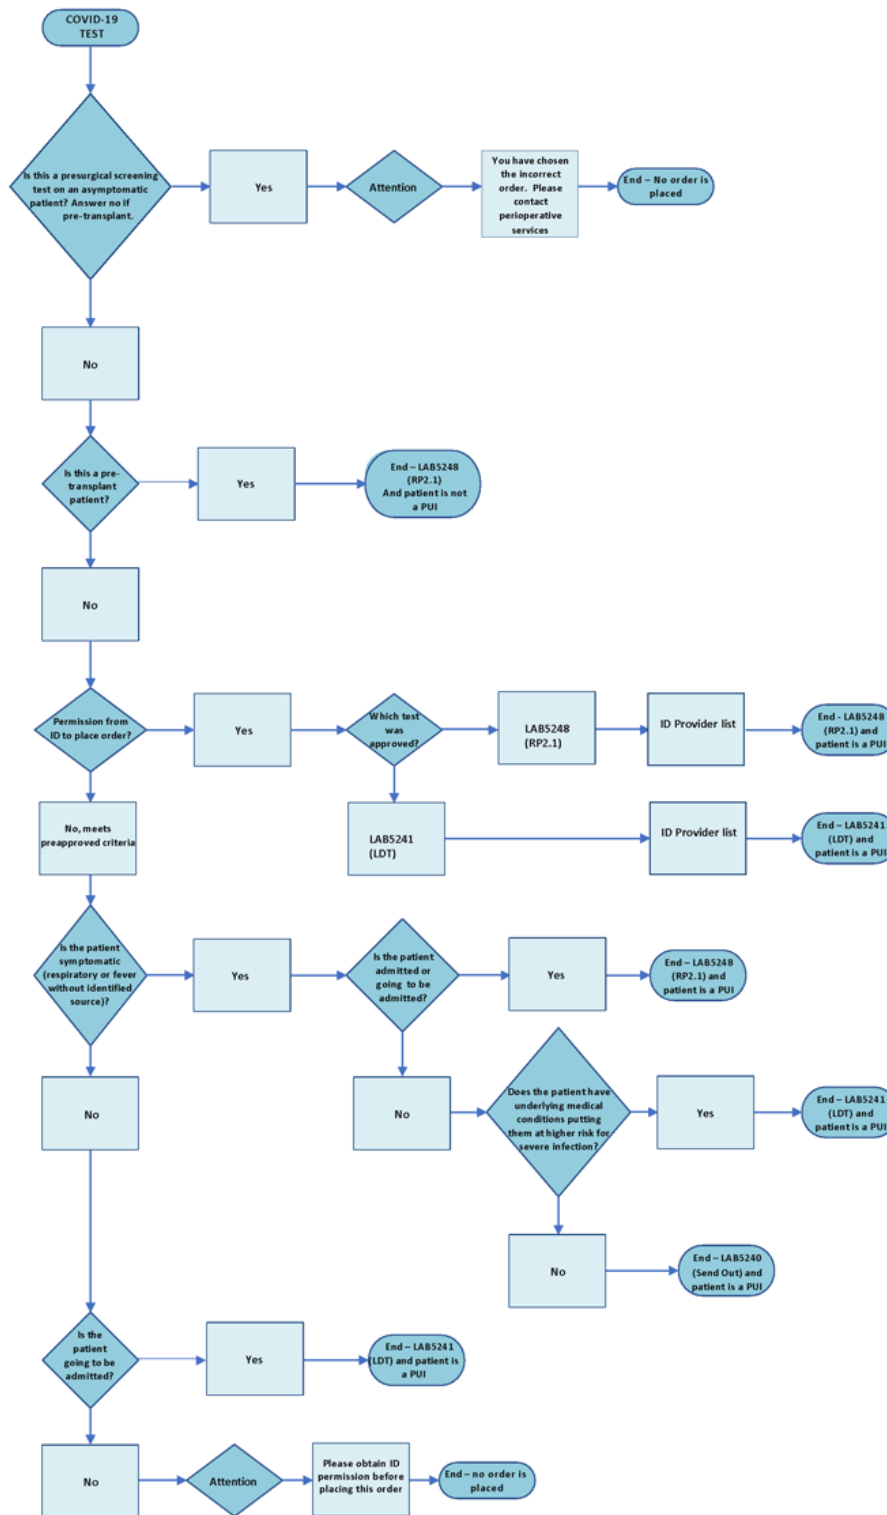 COVID-19
TEST
Is this a presurgical screening
test on an asymptomatic
patient? Answer no if
pre-transplant.
Yes
Attention
You have chosen
the incorrect
order. Please
contact
perioperative
services
End – No order is
placed
No
Is this a pre-
transplant
patient?
Yes
End – LAB5248
(RP2.1)
And patient is not
a PUI
No
Permission from
ID to place order?
Yes
Which test
was
approved?
LAB5248
(RP2.1)
ID Provider list
End - LAB5248
(RP2.1) and
patient is a PUI
No, meets
preapproved criteria
LAB5241
(LDT)
ID Provider list
End – LAB5241
(LDT) and
patient is a PUI
Is the patient
symptomatic
(respiratory or fever
without identified
source)?
Yes
Is the patient
admitted or
going to be
admitted?
Yes
End – LAB5248
(RP2.1) and
patient is a PUI
No
No
Does the patient have
underlying medical
conditions putting
them at higher risk for
severe infection?
Yes
End – LAB5241
(LDT) and
patient is a PUI
No
End – LAB5240
(Send Out) and
patient is a PUI
Is the
patient
going to be
admitted?
Yes
End – LAB5241
(LDT) and patient is
a PUI
No
Attention
Please obtain ID
permission before
placing this order
End – no order is
placed